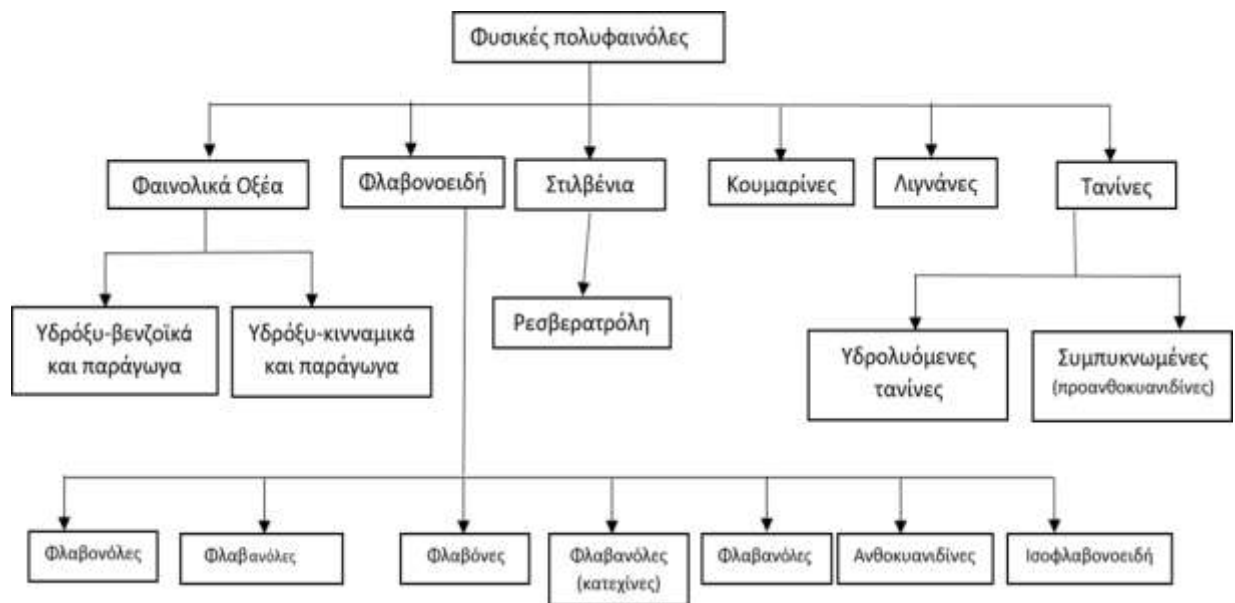 Φυσικές πολυφαινόλες
Φαινολικά Οξέα
Φλαβονοειδή
Στιλβένια
Κουμαρίνες
Λιγνάνες
Τανίνες
Υδρόξυ-βενζοϊκά
και παράγωγα
Υδρόξυ-κινναμικά
και παράγωγα
Ρεσβερατρόλη
Υδρολυόμενες
τανίνες
Συμπυκνωμένες
(προανθοκυανιδίνες)
Φλαβονόλες
Φλαβανόλες
Φλαβόνες
Φλαβανόλες
(κατεχίνες)
Φλαβανόλες
Ανθοκυανιδίνες
Ισοφλαβονοειδή